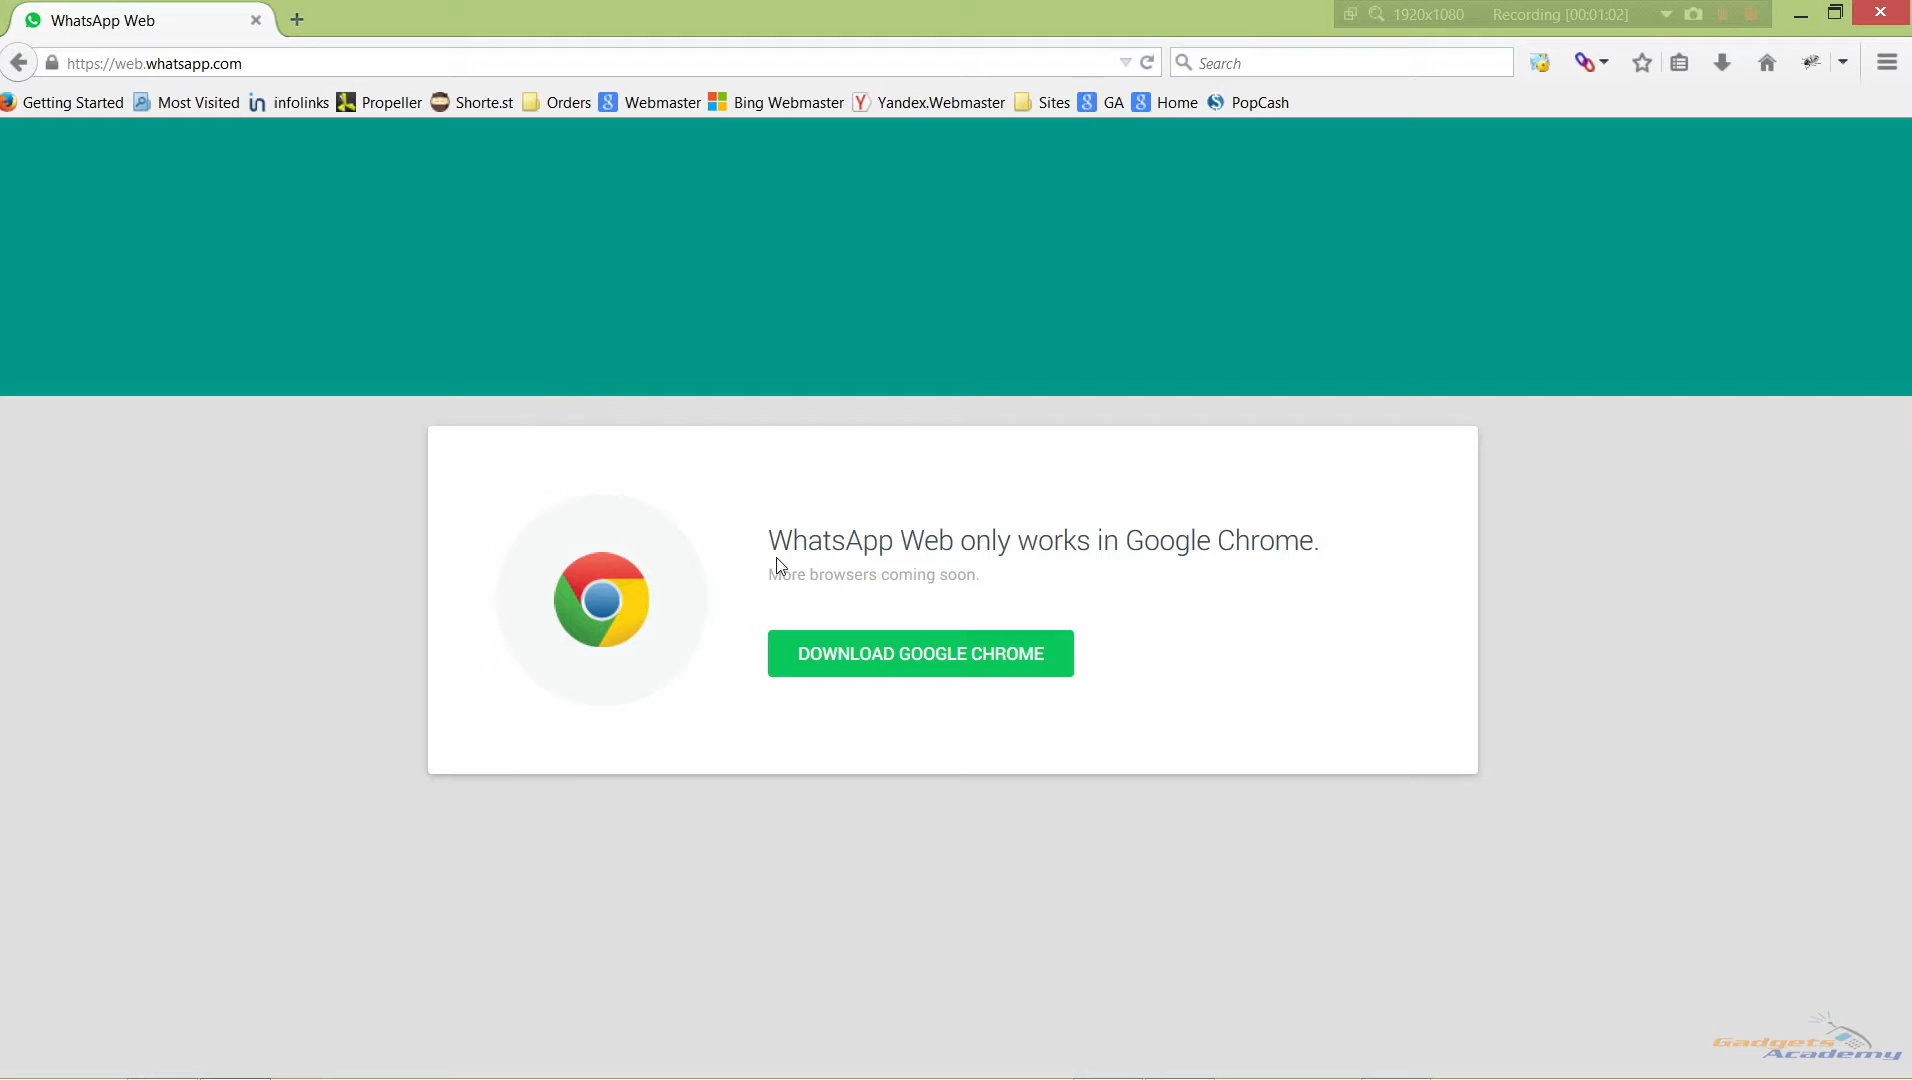 WhatsApp Web
1920x1080 Recording [00:01:02]
https://web.whatsapp.com
Search
Getting Started Most Visited infolinks Propeller Shorte.st Orders Webmaster Bing Webmaster Yandex.Webmaster Sites GA Home PopCash
WhatsApp Web only works in Google Chrome.
More browsers coming soon.
DOWNLOAD GOOGLE CHROME
Gadgets
Academy